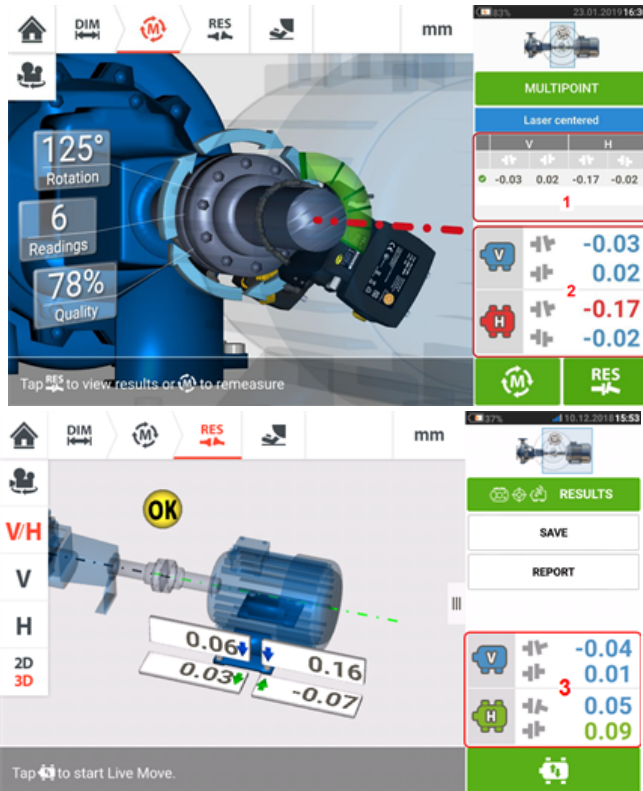 DIM
M
RES
mm
83%
23.01.2019 16:3
125°
Rotation
6
Readings
78%
Quality
MULTIPOINT
Laser centered
V H
-0.03 0.02 -0.17 -0.02
1
V -0.03
0.02
2
H -0.17
-0.02
Tap RES to view results or M to remeasure
M
RES
DIM
M
RES
mm
37%
10.12.2018 15:53
V/H
V
H
2D
3D
OK
0.06
0.16
0.03
-0.07
RESULTS
SAVE
REPORT
V -0.04
0.01
3
H 0.05
0.09
Tap to start Live Move.